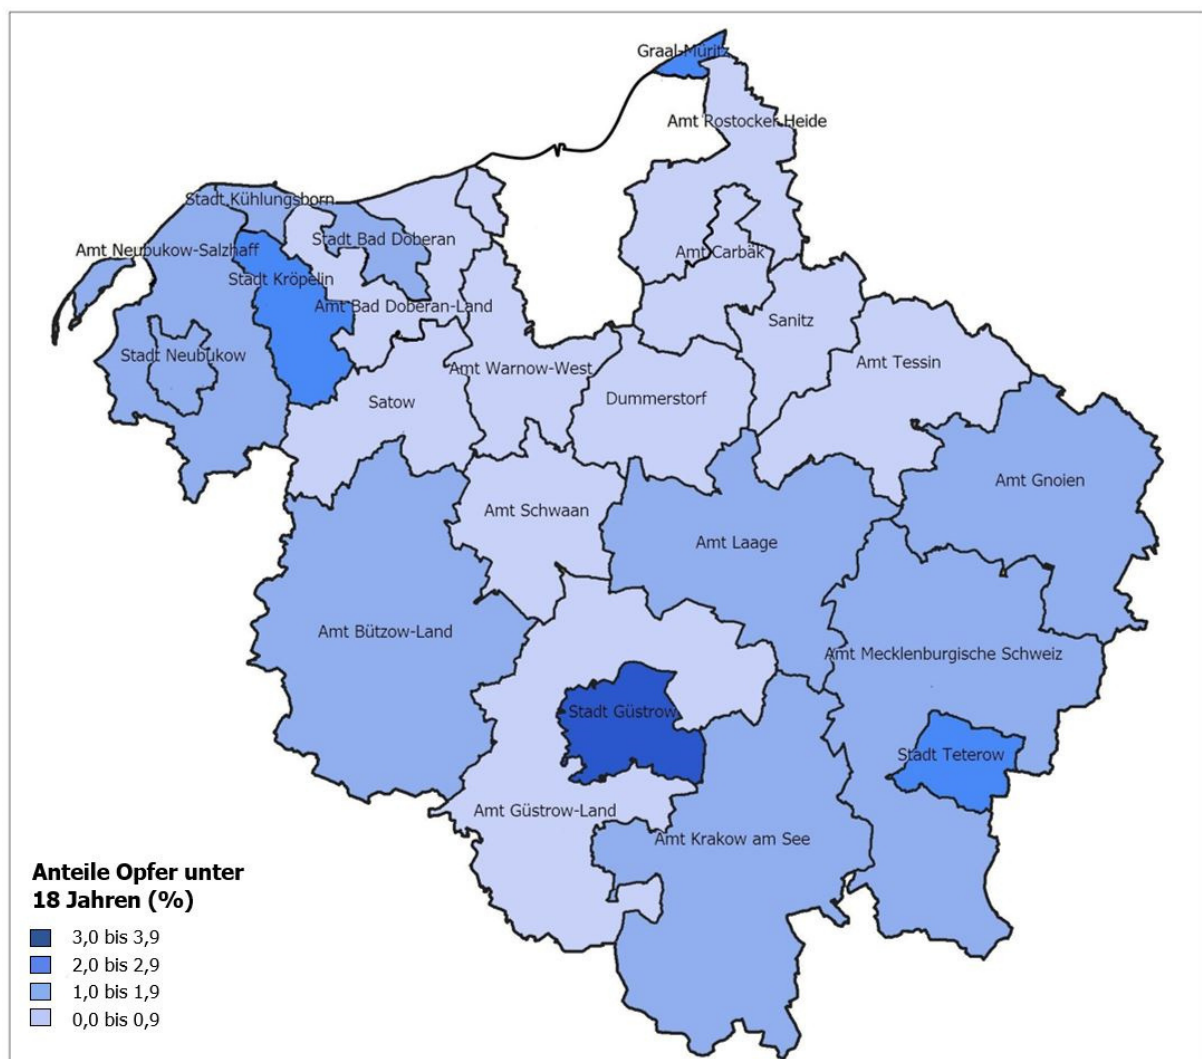 Graal-Müritz
Amt Rostocker Heide
Stadt Kühlungsborn
Stadt Bad Doberan
Amt Neubukow-Salzhaff
Amt Carbäk
Stadt Kröpelin
Amt Bad Doberan-Land
Sanitz
Stadt Neubukow
Amt Warnow-West
Amt Tessin
Satow
Dummerstorf
Amt Gnoien
Amt Schwaan
Amt Laage
Amt Bützow-Land
Amt Mecklenburgische Schweiz
Stadt Güstrow
Stadt Teterow
Amt Güstrow-Land
Amt Krakow am See
Anteile Opfer unter
18 Jahren (%)
3,0 bis 3,9
2,0 bis 2,9
1,0 bis 1,9
0,0 bis 0,9